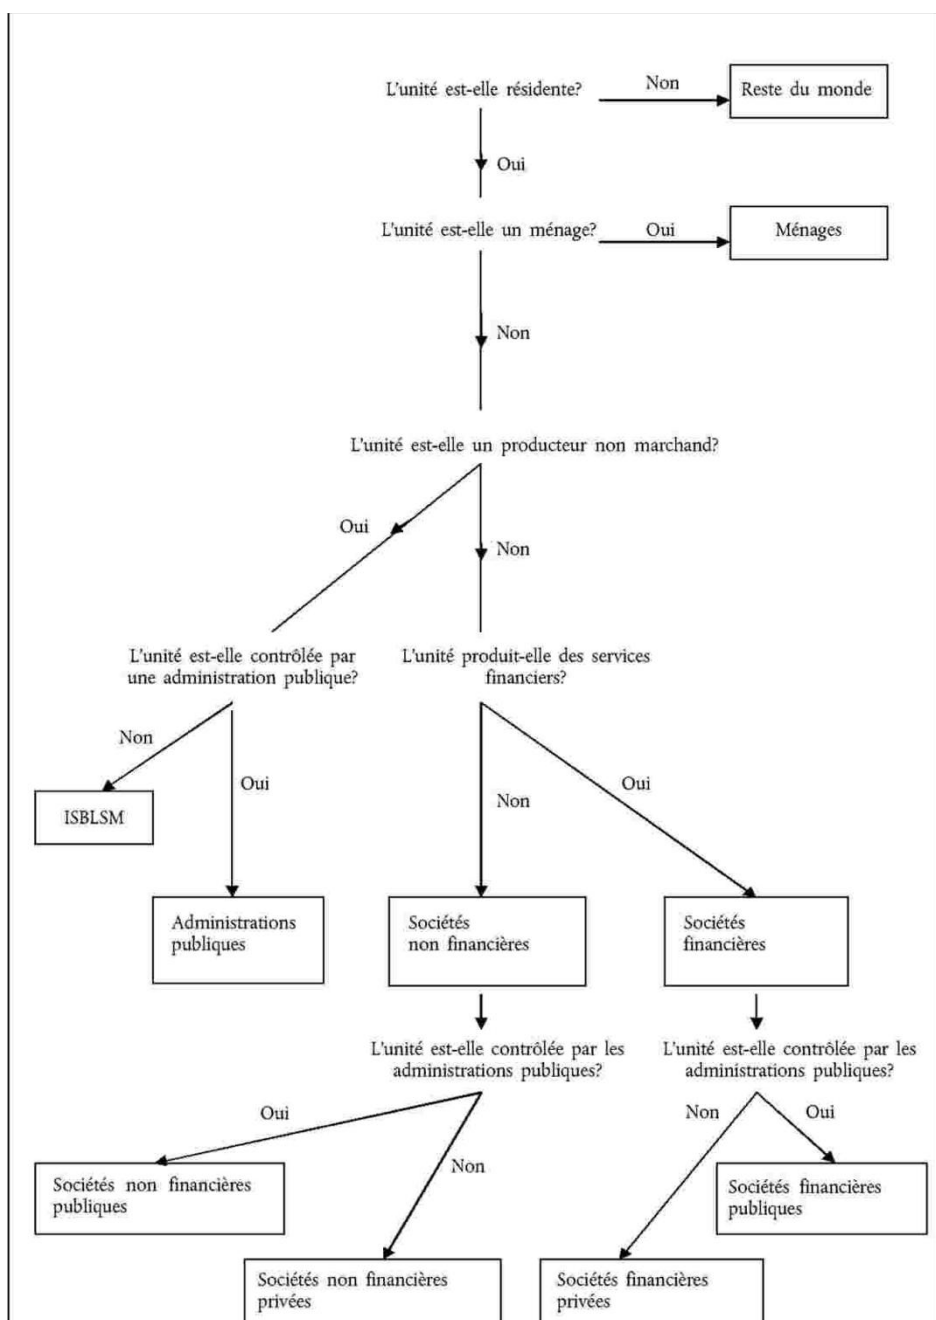 L'unité est-elle résidente?
Non
Reste du monde
Oui
L'unité est-elle un ménage?
Oui
Ménages
Non
L'unité est-elle un producteur non marchand?
Oui
Non
L'unité est-elle contrôlée par
une administration publique?
L'unité produit-elle des services
financiers?
Non
Oui
Non
Oui
ISBLSM
Administrations
publiques
Sociétés
non financières
Sociétés
financières
L'unité est-elle contrôlée par les
administrations publiques?
L'unité est-elle contrôlée par les
administrations publiques?
Oui
Non
Non
Oui
Sociétés non financières
publiques
Sociétés financières
publiques
Sociétés non financières
privées
Sociétés financières
privées